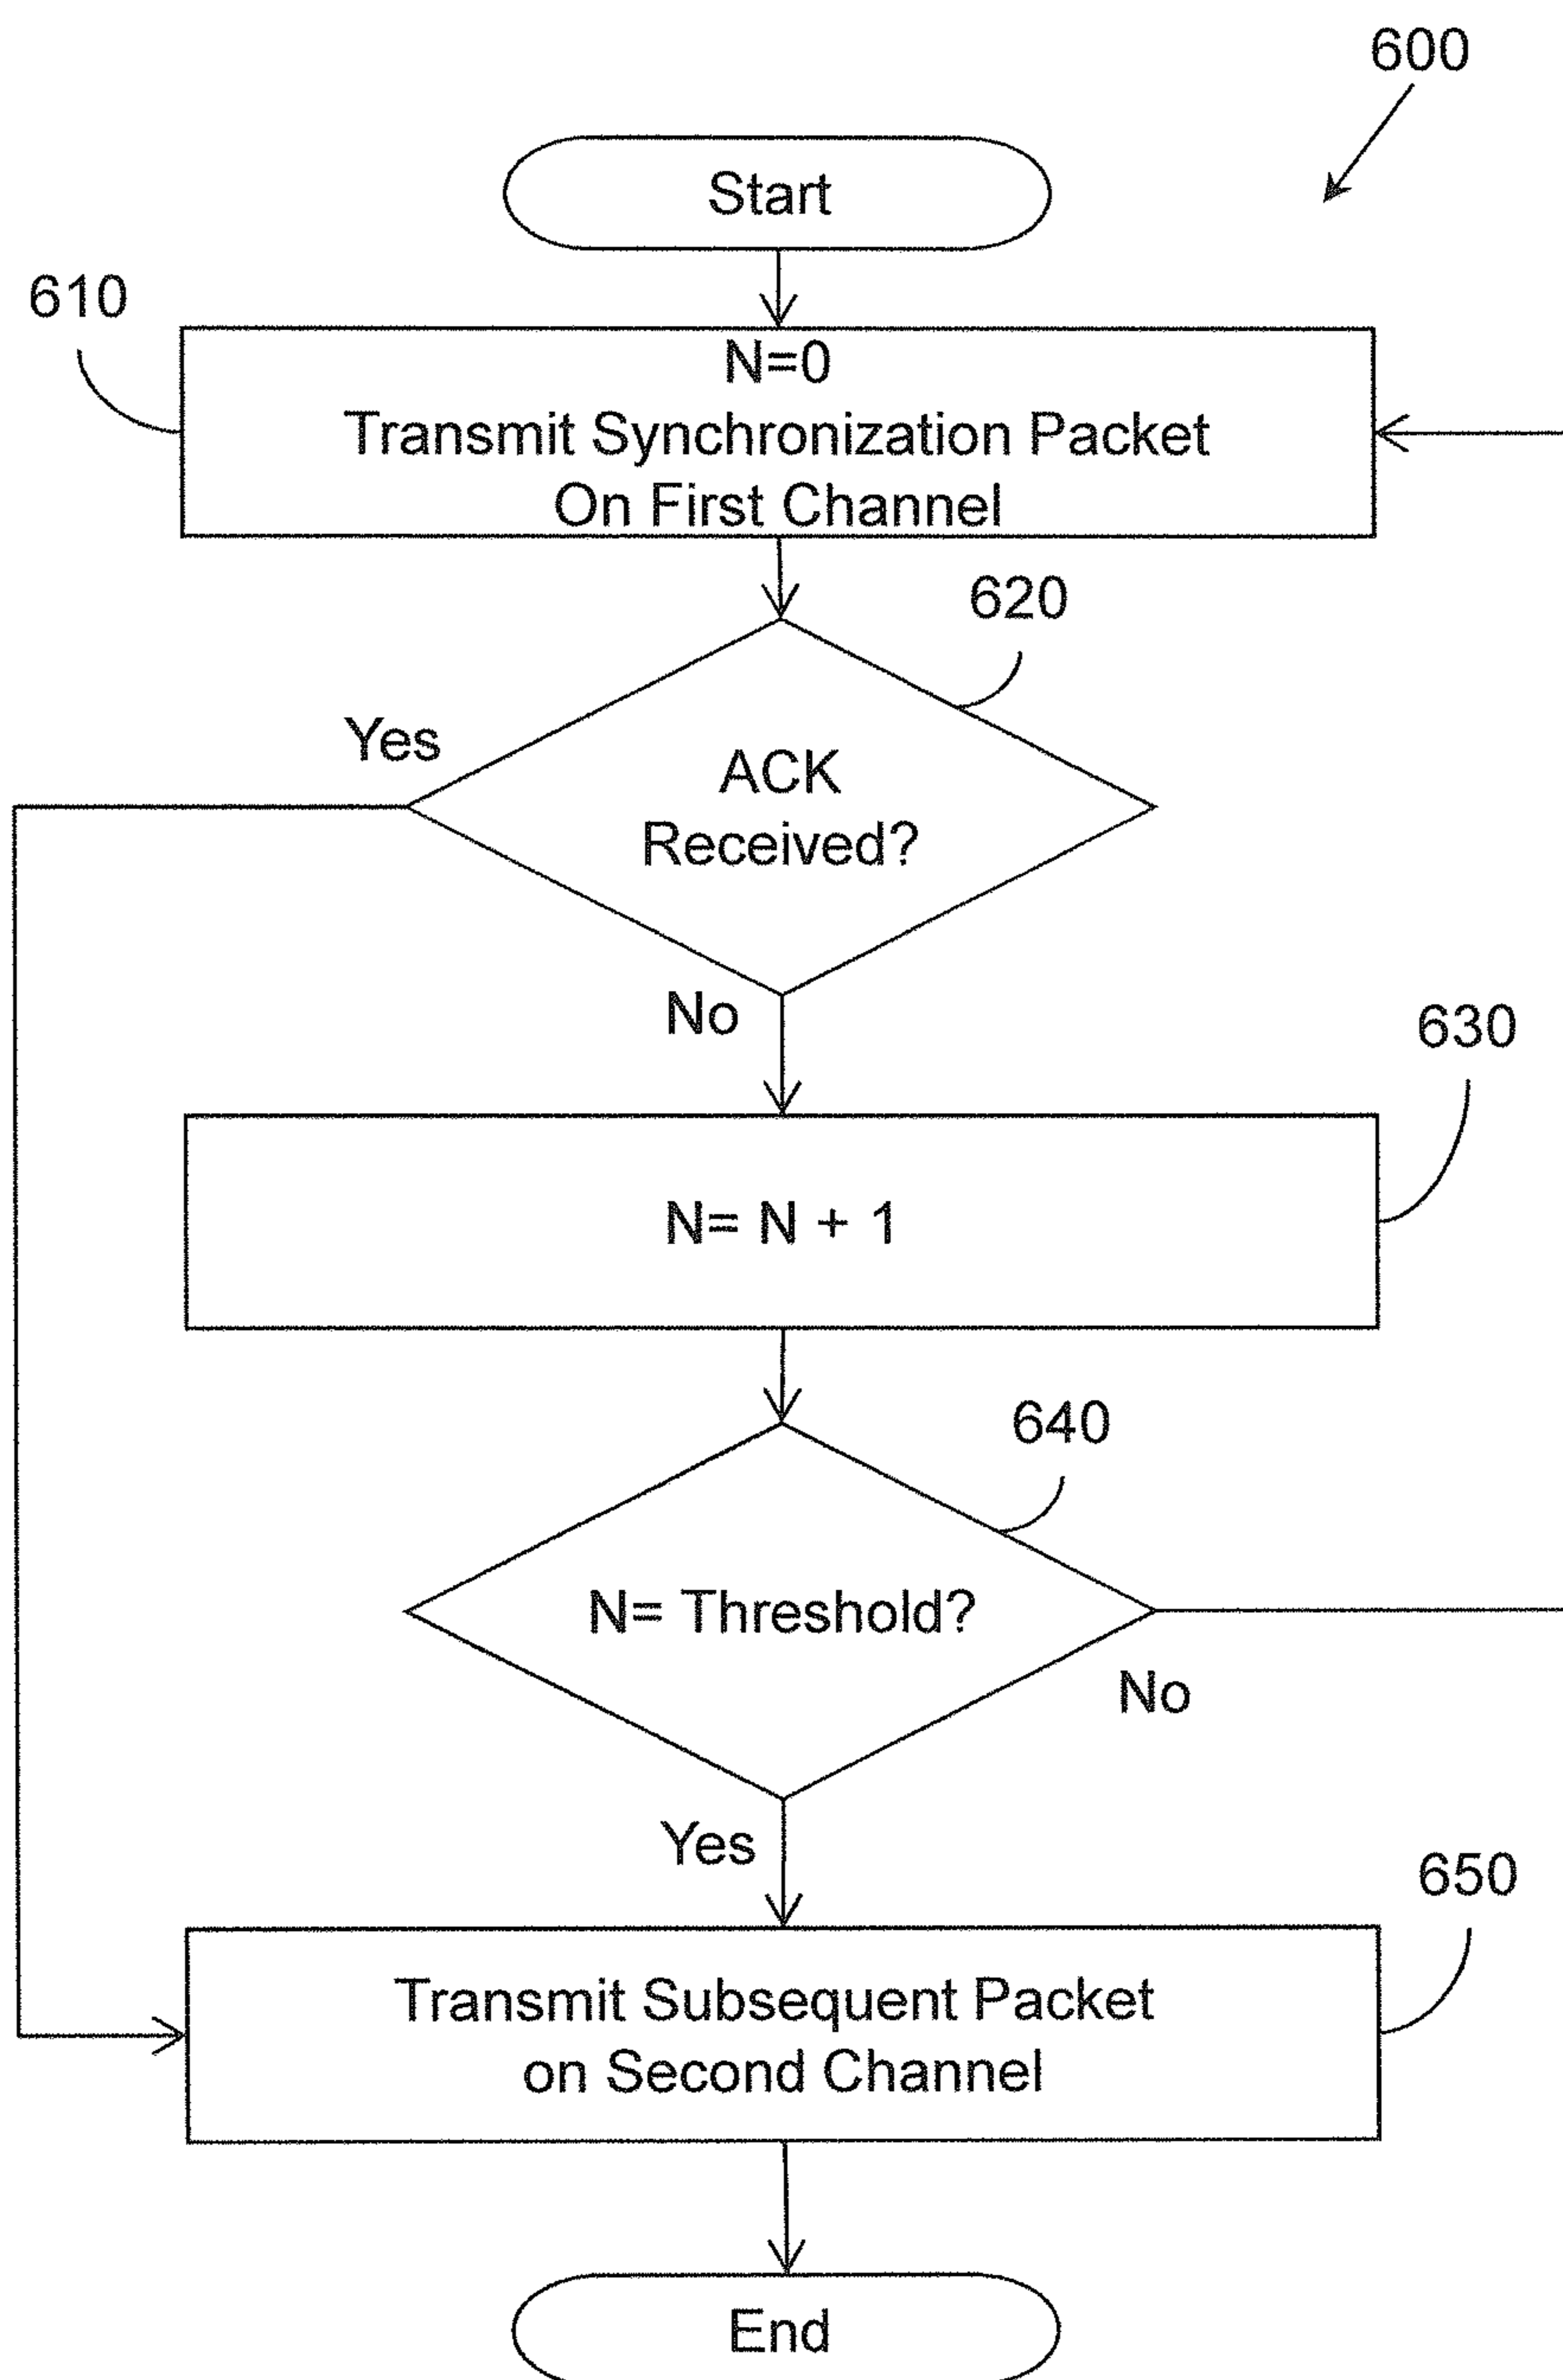 600
Start
610
N=0
Transmit Synchronization Packet
On First Channel
620
Yes
ACK
Received?
No
630
N= N + 1
640
N= Threshold?
No
Yes
650
Transmit Subsequent Packet
on Second Channel
End